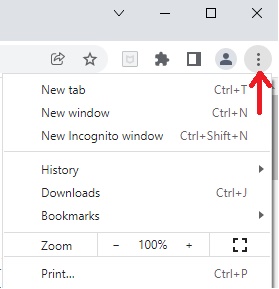 New tab Ctrl+T
New window Ctrl+N
New Incognito window Ctrl+Shift+N
History
Downloads Ctrl+J
Bookmarks
Zoom − 100% +
Print... Ctrl+P